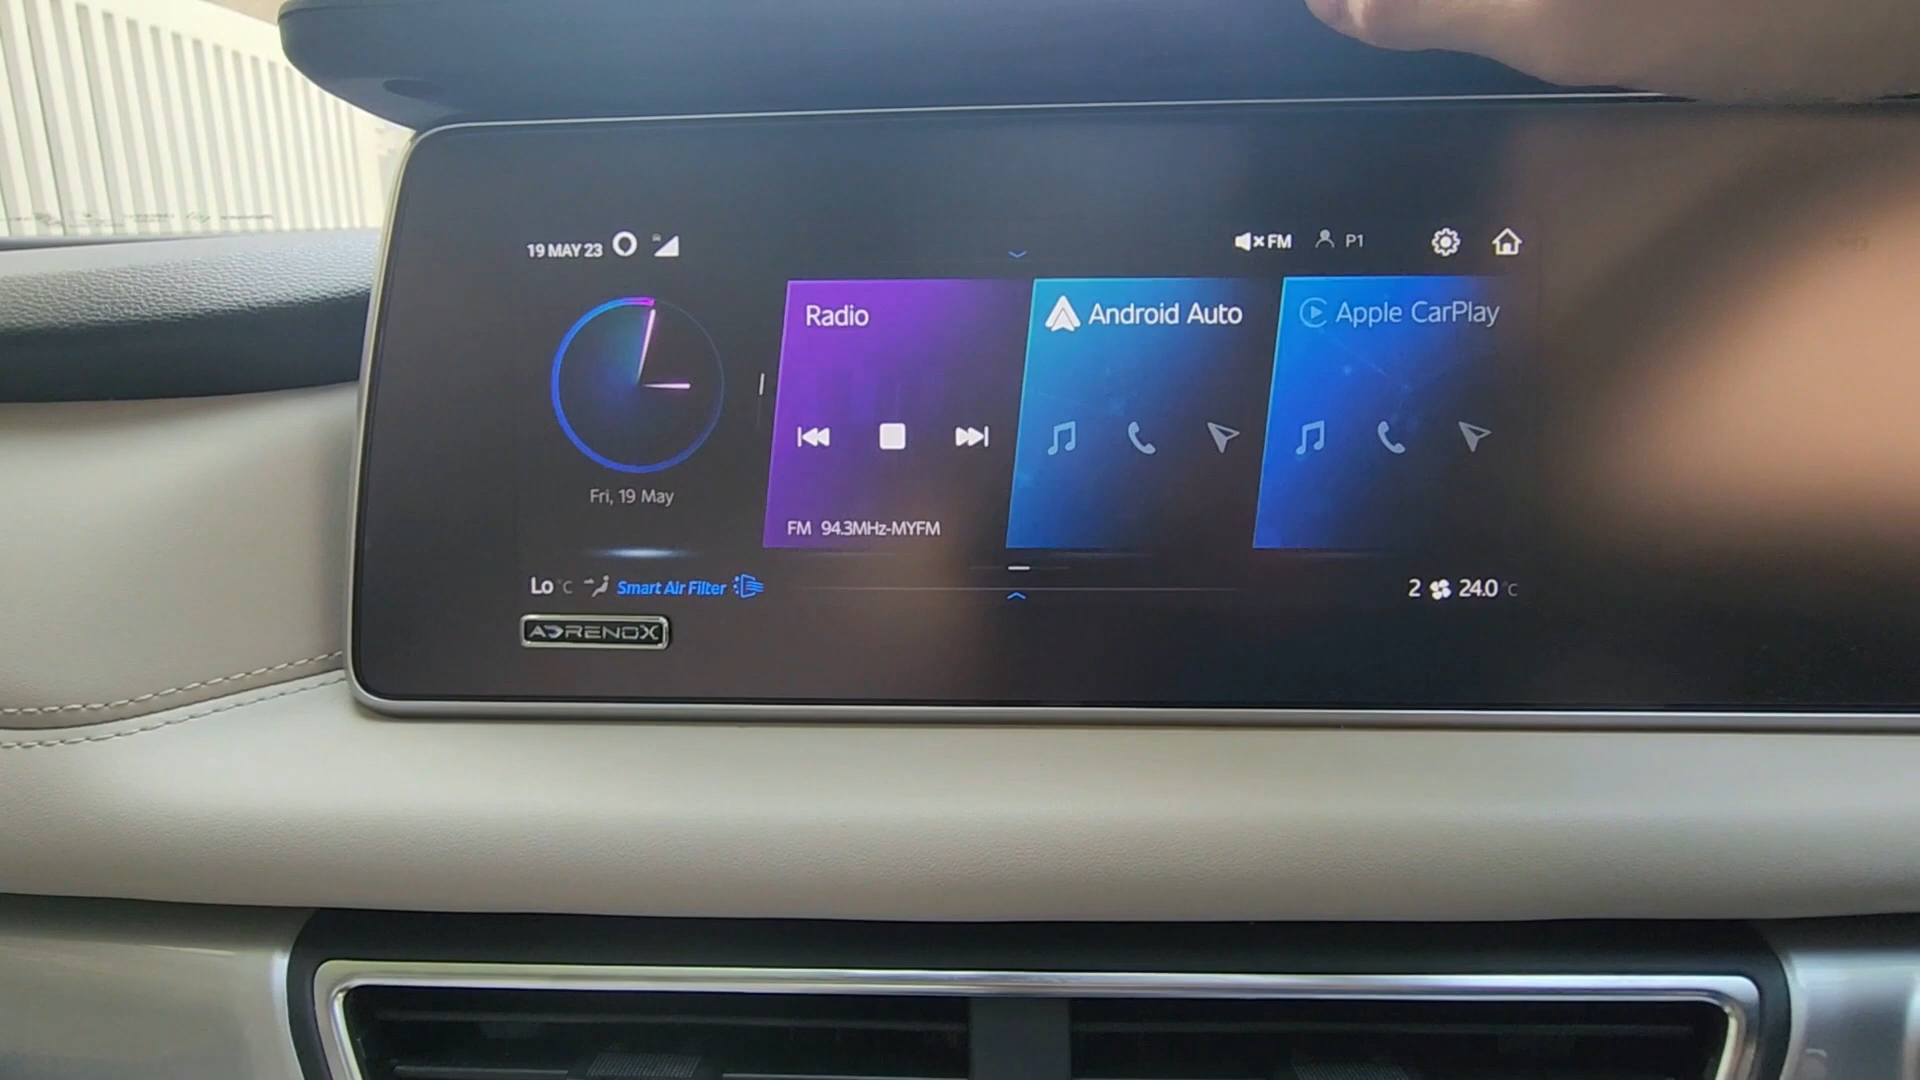 19 MAY 23
FM
P1
Radio
Android Auto
Apple CarPlay
Fri, 19 May
FM 94.3MHz-MYFM
Lo °C
Smart Air Filter
2
24.0 °C
ADRENOX